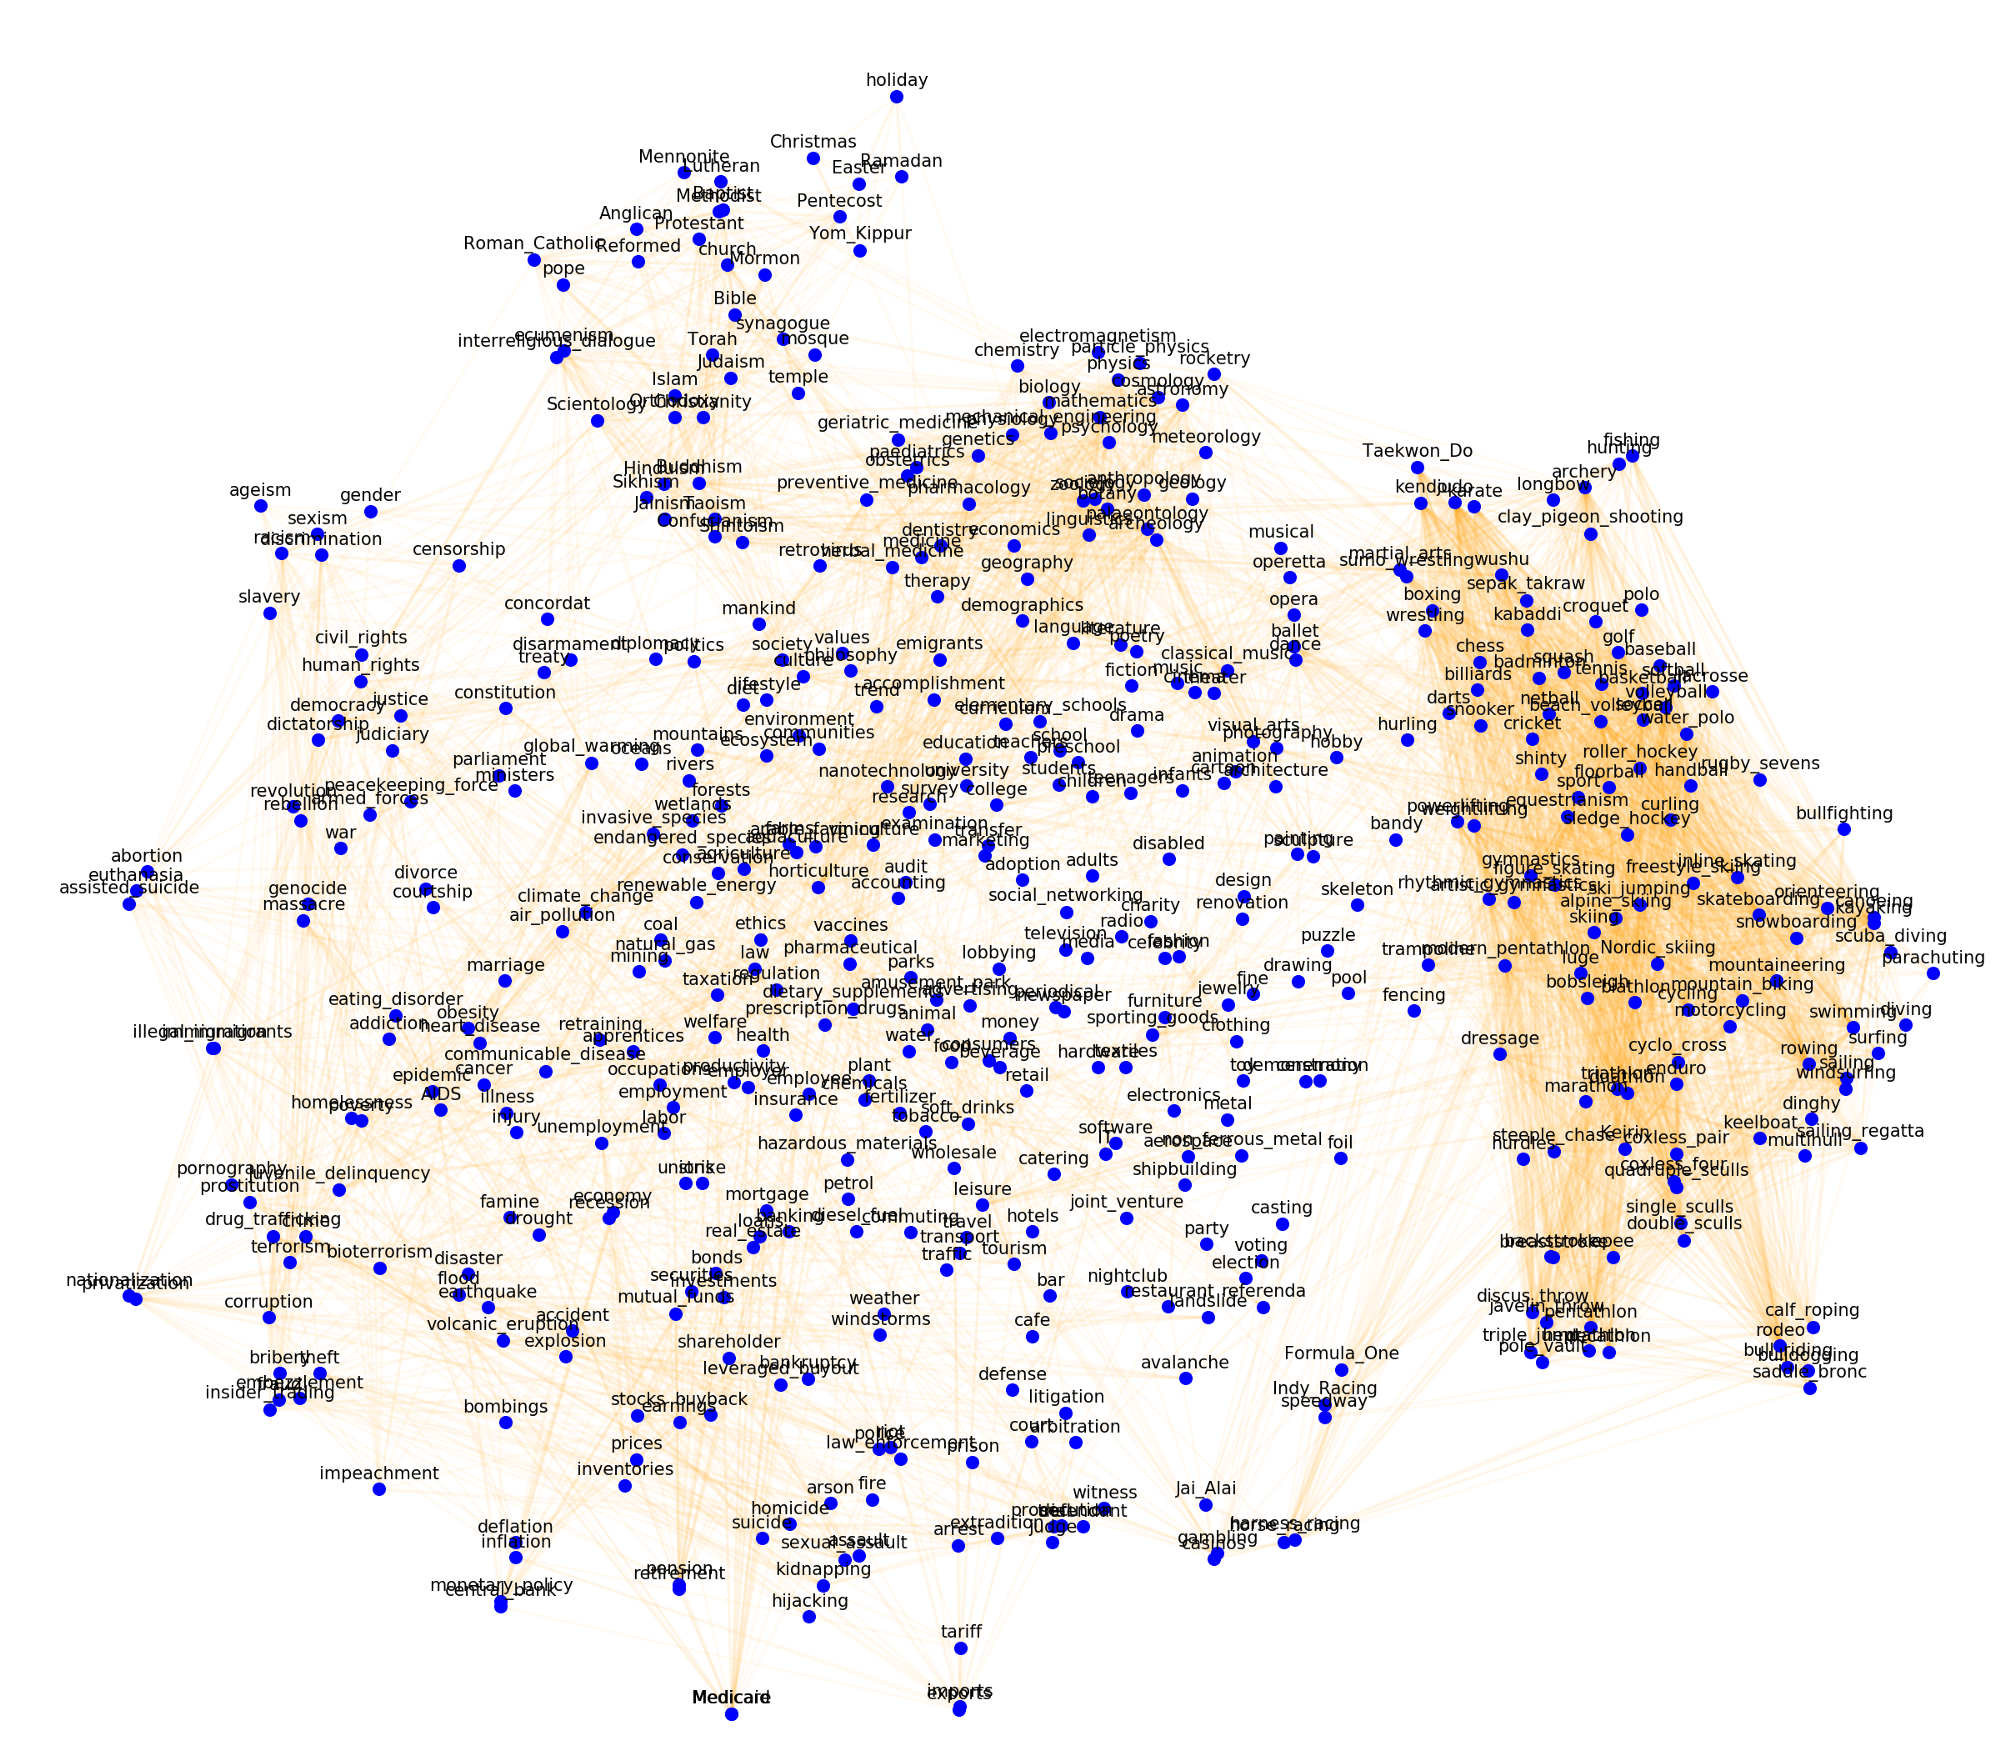 holiday
Christmas
Mennonite
Lutheran
Easter
Ramadan
Baptist
Methodist
Pentecost
Anglican
Protestant
Yom_Kippur
Roman_Catholic
Reformed
church
Mormon
pope
Bible
synagogue
ecumenism
interreligious_dialogue
Torah
mosque
electromagnetism
chemistry
particle_physics
rocketry
Judaism
physics
Islam
temple
biology
cosmology
astronomy
Scientology
Orthodoxy
Christianity
mathematics
geriatric_medicine
physiology
mechanical_engineering
psychology
meteorology
genetics
paediatrics
obstetrics
Taekwon_Do
fishing
hunting
Hinduism
Buddhism
Sikhism
preventive_medicine
pharmacology
zoology
sociology
anthropology
geology
archery
longbow
kendo
judo
karate
ageism
gender
Jainism
Taoism
botany
palaeontology
sexism
Confucianism
Shintoism
dentistry
economics
linguistics
archeology
clay_pigeon_shooting
racism
discrimination
censorship
retrovirus
herbal_medicine
medicine
geography
musical
operetta
martial_arts
sumo_wrestling
wushu
therapy
slavery
concordat
mankind
demographics
opera
boxing
wrestling
sepak_takraw
kabaddi
croquet
polo
civil_rights
disarmament
diplomacy
politics
society
values
emigrants
language
literature
poetry
ballet
dance
chess
golf
baseball
human_rights
treaty
culture
philosophy
fiction
music
classical_music
cinema
theater
billiards
badminton
squash
tennis
basketball
softball
lacrosse
justice
constitution
diet
lifestyle
trend
accomplishment
democracy
dictatorship
judiciary
environment
communities
curriculum
elementary_schools
drama
visual_arts
photography
hobby
hurling
darts
snooker
netball
cricket
beach_volleyball
volleyball
soccer
water_polo
parliament
ministers
global_warming
oceans
mountains
ecosystem
rivers
education
teachers
school
preschool
animation
cartoon
architecture
shinty
roller_hockey
sport
floorball
handball
rugby_sevens
revolution
rebellion
peacekeeping_force
armed_forces
forests
wetlands
nanotechnology
university
survey
students
college
children
teenagers
infants
research
powerlifting
weightlifting
equestrianism
curling
sledge_hockey
bullfighting
war
invasive_species
endangered_species
farms
arable_farming
aquaculture
viniculture
examination
transfer
marketing
disabled
painting
sculpture
bandy
abortion
euthanasia
assisted_suicide
divorce
courtship
agriculture
conservation
horticulture
audit
accounting
adoption
adults
gymnastics
figure_skating
rhythmic_gymnastics
artistic_gymnastics
freestyle_skiing
inline_skating
ski_jumping
alpine_skiing
skiing
skateboarding
orienteering
canoeing
kayaking
snowboarding
genocide
massacre
climate_change
air_pollution
renewable_energy
social_networking
design
renovation
skeleton
charity
radio
coal
natural_gas
mining
ethics
law
vaccines
pharmaceutical
television
media
celebrity
fashion
puzzle
trampoline
modern_pentathlon
luge
Nordic_skiing
scuba_diving
parachuting
marriage
taxation
regulation
parks
lobbying
drawing
fine
pool
bobsleigh
biathlon
mountaineering
mountain_biking
cycling
eating_disorder
addiction
obesity
heart_disease
retraining
apprentices
welfare
dietary_supplements
prescription_drugs
amusement_park
advertising
periodical
newspaper
furniture
jewelry
sporting_goods
clothing
fencing
motorcycling
swimming
diving
illegal_immigrants
immigration
health
animal
water
money
consumers
food
beverage
hardware
textiles
dressage
surfing
rowing
sailing
windsurfing
communicable_disease
cancer
occupations
productivity
employer
employee
plant
retail
toy
demonstration
ceremony
cyclo_cross
enduro
triathlon
duathlon
marathon
epidemic
AIDS
illness
homelessness
poverty
injury
employment
labor
insurance
chemicals
fertilizer
tobacco
soft_drinks
electronics
metal
dinghy
unemployment
hazardous_materials
wholesale
software
IT
aerospace
non_ferrous_metal
foil
hurdles
steeple_chase
Keirin
coxless_pair
keelboat
multihull
sailing_regatta
pornography
prostitution
juvenile_delinquency
unions
strike
petrol
catering
shipbuilding
coxless_four
quadruple_sculls
famine
drought
economy
recession
mortgage
leisure
joint_venture
casting
single_sculls
double_sculls
drug_trafficking
crime
loans
banking
real_estate
diesel_fuel
commuting
travel
transport
hotels
party
voting
backstroke
breaststroke
epee
terrorism
bioterrorism
disaster
flood
earthquake
bonds
securities
investments
mutual_funds
traffic
tourism
election
nationalization
privatization
corruption
volcanic_eruption
accident
explosion
weather
windstorms
bar
nightclub
restaurant
referenda
landslide
cafe
discus_throw
javelin_throw
pentathlon
triple_jump
heptathlon
decathlon
pole_vault
calf_roping
rodeo
bull_riding
bulldogging
saddle_bronc
bribery
theft
shareholder
leveraged_buyout
bankruptcy
avalanche
Formula_One
embezzlement
fraud
insider_trading
defense
Indy_Racing
speedway
bombings
stocks
buyback
earnings
litigation
court
arbitration
prices
inventories
police
riot
law_enforcement
prison
impeachment
arson
fire
witness
Jai_Alai
homicide
suicide
extradition
prosecution
defendant
judge
arrest
harness_racing
horse_racing
gambling
casinos
deflation
inflation
sexual_assault
assault
pension
retirement
kidnapping
monetary_policy
central_bank
hijacking
tariff
Medicare
imports
exports